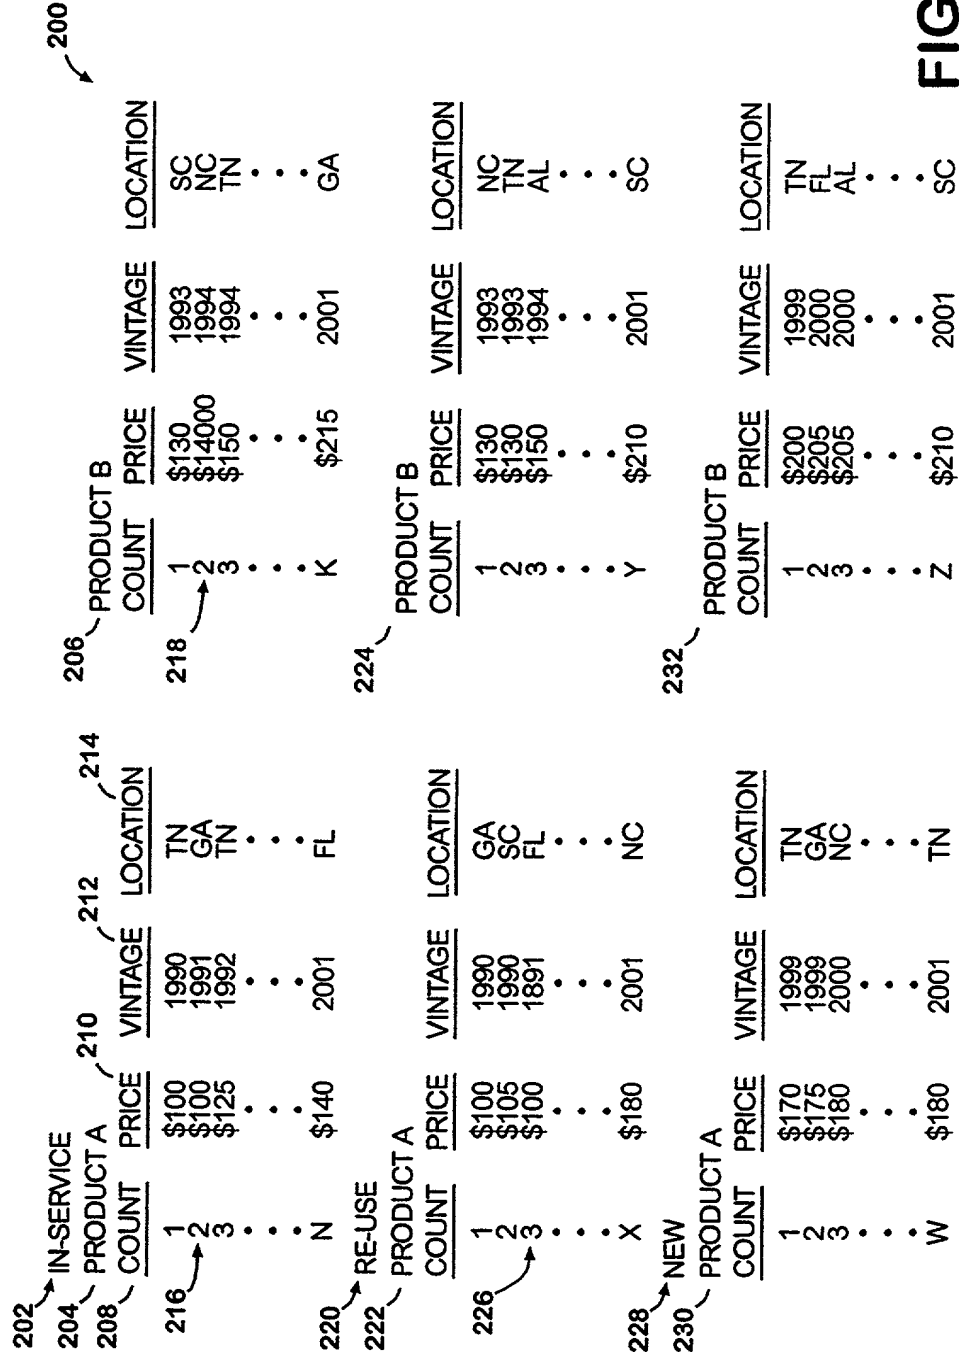 200
202 IN-SERVICE
204 PRODUCT A
206 PRODUCT B
208 210 212 214
COUNT PRICE VINTAGE LOCATION COUNT PRICE VINTAGE LOCATION
1 $100 1990 TN 1 $130 1993 SC
216 2 $100 1991 GA 218 2 $14000 1994 NC
3 $125 1992 TN 3 $150 1994 TN
N $140 2001 FL K $215 2001 GA
220 RE-USE
222 PRODUCT A 224 PRODUCT B
COUNT PRICE VINTAGE LOCATION COUNT PRICE VINTAGE LOCATION
1 $100 1990 GA 1 $130 1993 NC
2 $105 1990 SC 2 $130 1993 TN
226 3 $100 1891 FL 3 $150 1994 AL
X $180 2001 NC Y $210 2001 SC
228 NEW
230 PRODUCT A 232 PRODUCT B
COUNT PRICE VINTAGE LOCATION COUNT PRICE VINTAGE LOCATION
1 $170 1999 TN 1 $200 1999 TN
2 $175 1999 GA 2 $205 2000 FL
3 $180 2000 NC 3 $205 2000 AL
W $180 2001 TN Z $210 2001 SC
FIG